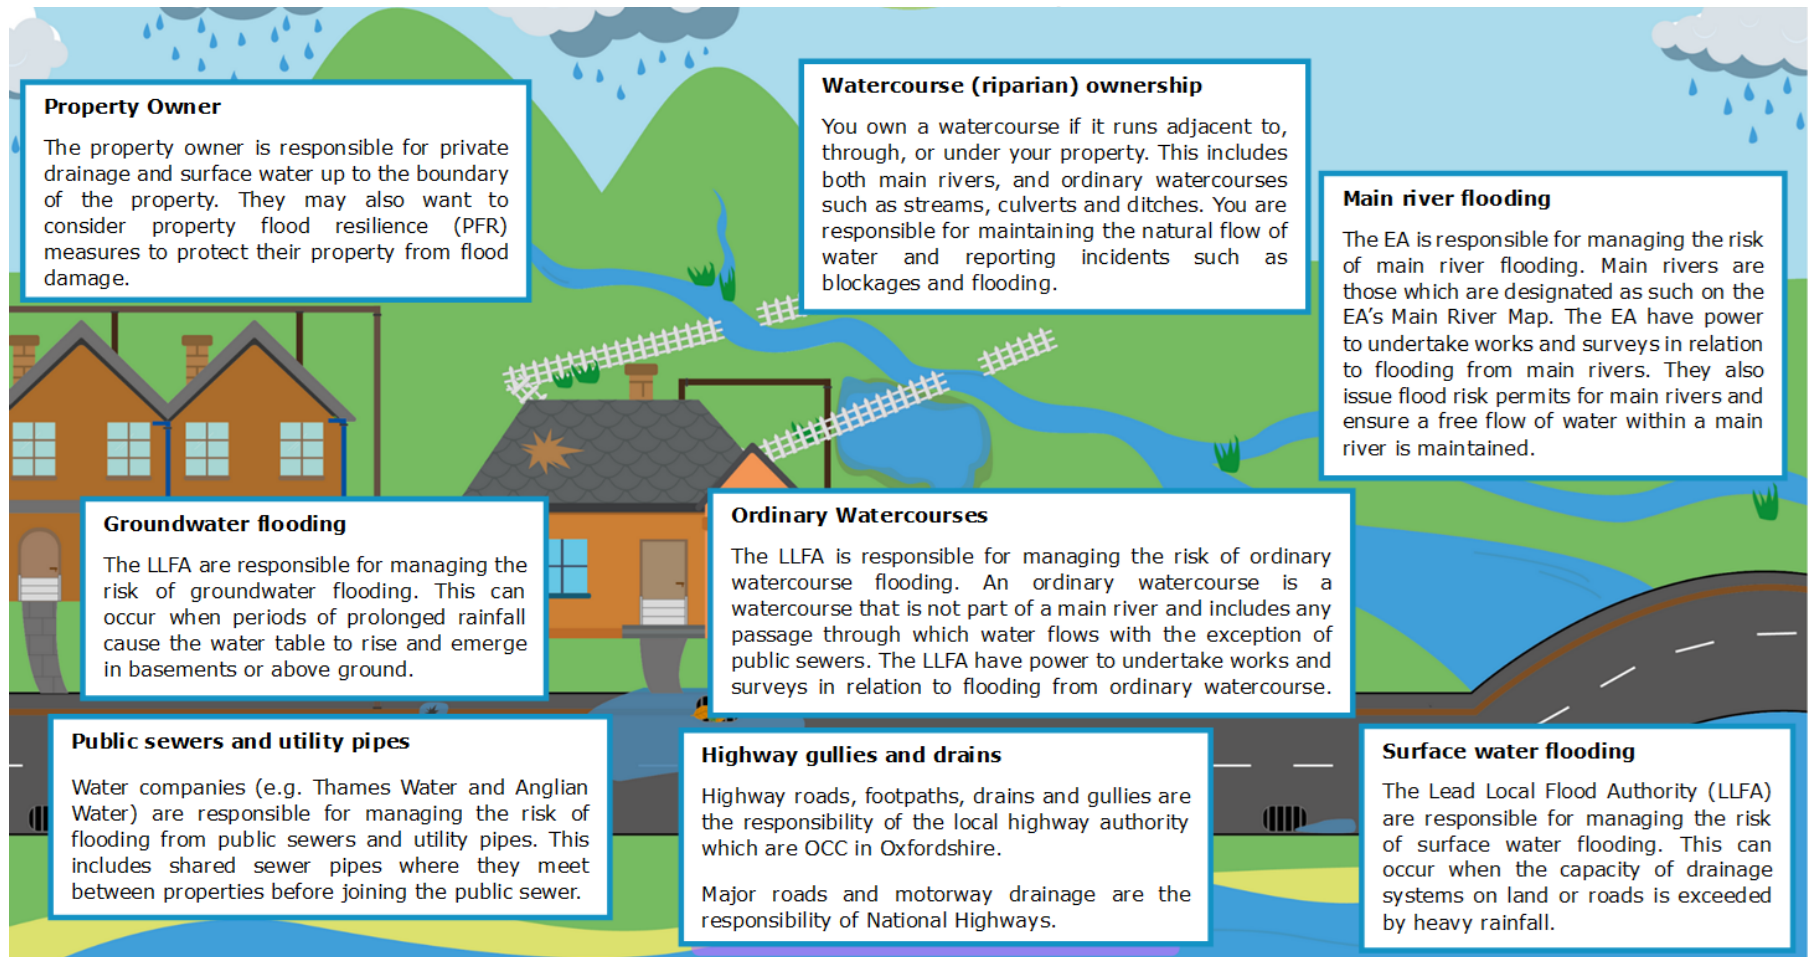 Property Owner
The property owner is responsible for private
drainage and surface water up to the boundary
of the property. They may also want to
consider property flood resilience (PFR)
measures to protect their property from flood
damage.
Watercourse (riparian) ownership
You own a watercourse if it runs adjacent to,
through, or under your property. This includes
both main rivers, and ordinary watercourses
such as streams, culverts and ditches. You are
responsible for maintaining the natural flow of
water and reporting incidents such as
blockages and flooding.
Main river flooding
The EA is responsible for managing the risk
of main river flooding. Main rivers are
those which are designated as such on the
EA’s Main River Map. The EA have power
to undertake works and surveys in relation
to flooding from main rivers. They also
issue flood risk permits for main rivers and
ensure a free flow of water within a main
river is maintained.
Groundwater flooding
The LLFA are responsible for managing the
risk of groundwater flooding. This can
occur when periods of prolonged rainfall
cause the water table to rise and emerge
in basements or above ground.
Ordinary Watercourses
The LLFA is responsible for managing the risk of ordinary
watercourse flooding. An ordinary watercourse is a
watercourse that is not part of a main river and includes any
passage through which water flows with the exception of
public sewers. The LLFA have power to undertake works and
surveys in relation to flooding from ordinary watercourse.
Public sewers and utility pipes
Water companies (e.g. Thames Water and Anglian
Water) are responsible for managing the risk of
flooding from public sewers and utility pipes. This
includes shared sewer pipes where they meet
between properties before joining the public sewer.
Highway gullies and drains
Highway roads, footpaths, drains and gullies are
the responsibility of the local highway authority
which are OCC in Oxfordshire.
Major roads and motorway drainage are the
responsibility of National Highways.
Surface water flooding
The Lead Local Flood Authority (LLFA)
are responsible for managing the risk
of surface water flooding. This can
occur when the capacity of drainage
systems on land or roads is exceeded
by heavy rainfall.